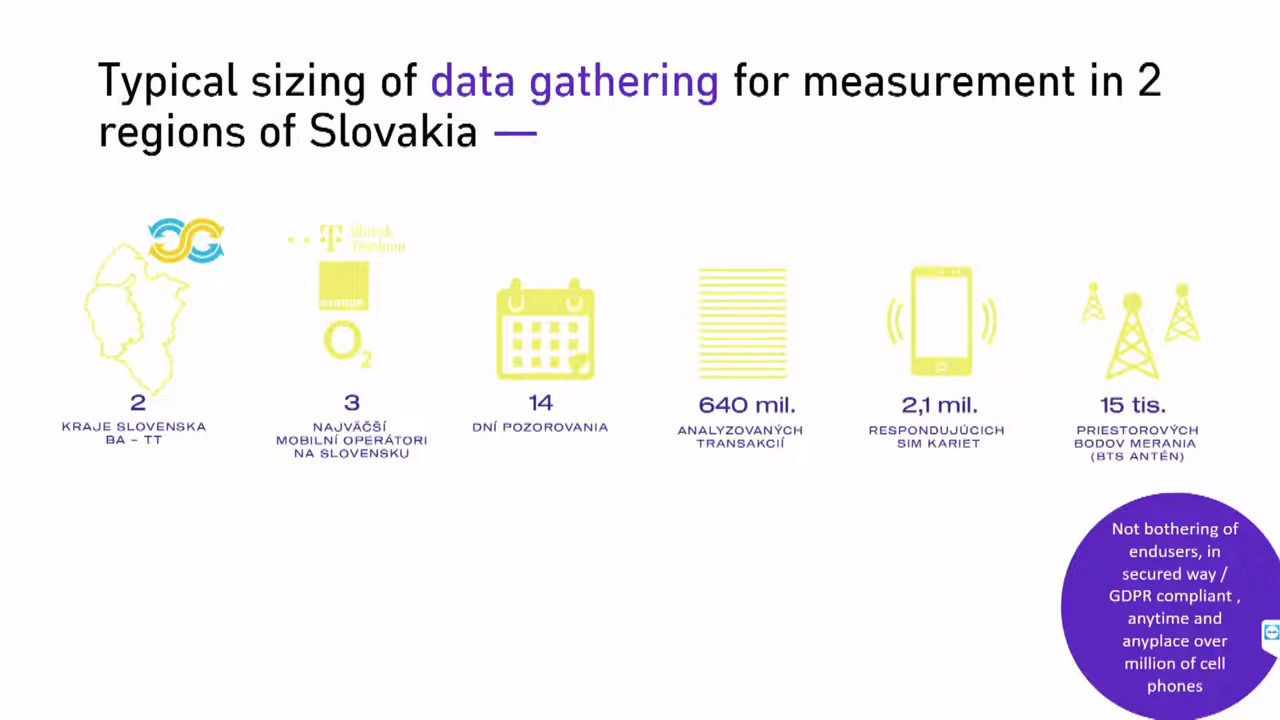 Typical sizing of data gathering for measurement in 2
regions of Slovakia —
Slovak
Telekom
O2
2
KRAJE SLOVENSKA
BA – TT
3
NAJVÄČŠÍ
MOBILNÍ OPERÁTORI
NA SLOVENSKU
14
DNÍ POZOROVANIA
640 mil.
ANALYZOVANÝCH
TRANSAKCIÍ
2,1 mil.
RESPONDUJÚCICH
SIM KARIET
15 tis.
PRIESTOROVÝCH
BODOV MERANIA
(BTS ANTÉN)
Not bothering of
endusers, in
secured way /
GDPR compliant ,
anytime and
anyplace over
million of cell
phones